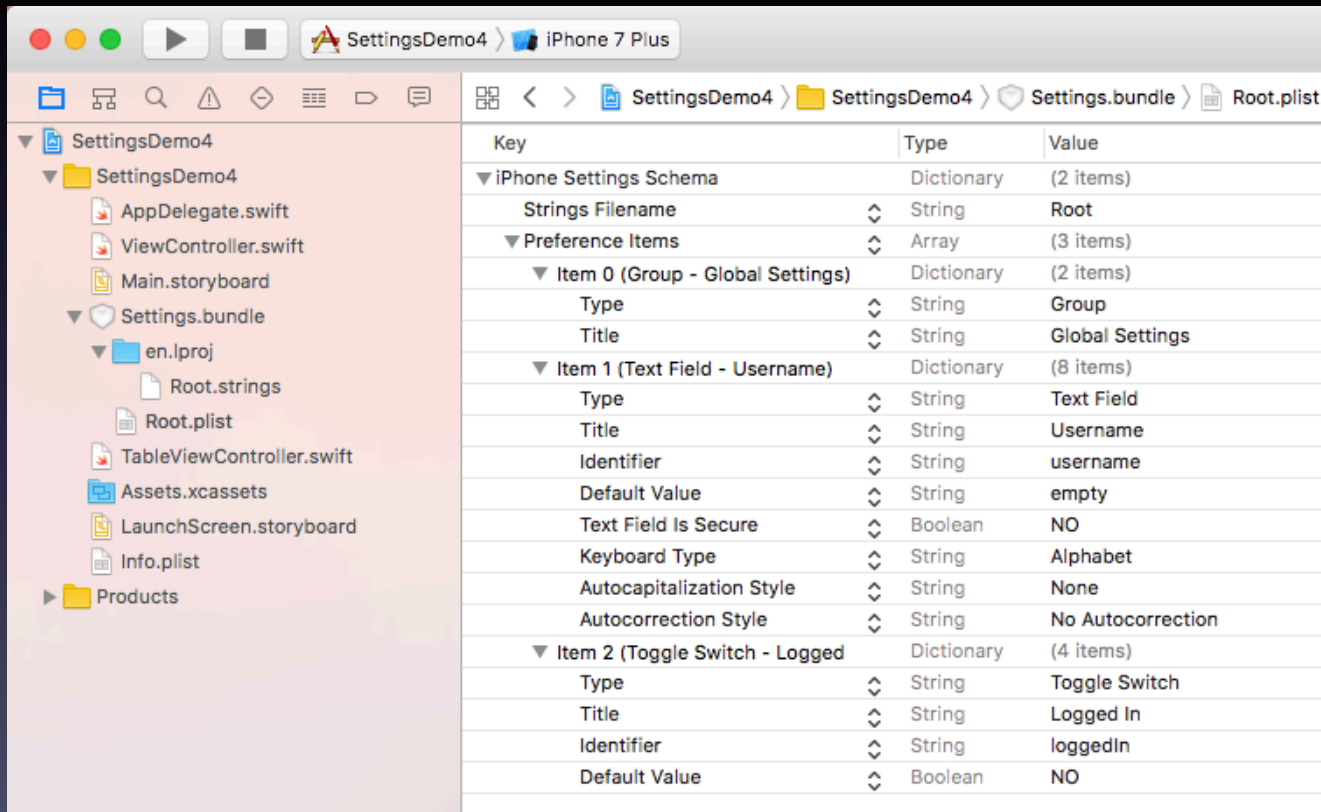 SettingsDemo4 〉 iPhone 7 Plus
SettingsDemo4 〉 SettingsDemo4 〉 Settings.bundle 〉 Root.plist
SettingsDemo4
SettingsDemo4
AppDelegate.swift
ViewController.swift
Main.storyboard
Settings.bundle
en.lproj
Root.strings
Root.plist
TableViewController.swift
Assets.xcassets
LaunchScreen.storyboard
Info.plist
Products
Key Type Value
iPhone Settings Schema Dictionary (2 items)
Strings Filename String Root
Preference Items Array (3 items)
Item 0 (Group - Global Settings) Dictionary (2 items)
Type String Group
Title String Global Settings
Item 1 (Text Field - Username) Dictionary (8 items)
Type String Text Field
Title String Username
Identifier String username
Default Value String empty
Text Field Is Secure Boolean NO
Keyboard Type String Alphabet
Autocapitalization Style String None
Autocorrection Style String No Autocorrection
Item 2 (Toggle Switch - Logged Dictionary (4 items)
Type String Toggle Switch
Title String Logged In
Identifier String loggedIn
Default Value Boolean NO